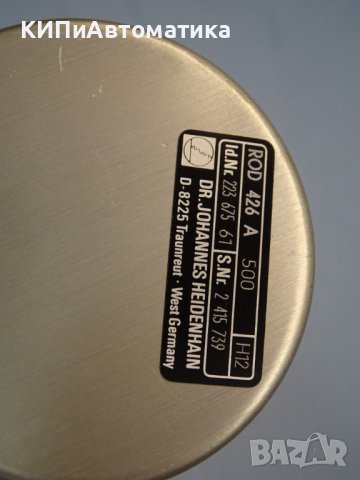 КИПиАвтоматика
ROD 426 A 500 H12
Id.Nr. 223 675 61 S.Nr. 2 415 739
DR. JOHANNES HEIDENHAIN
D-8225 Traunreut · West Germany
BAZAR